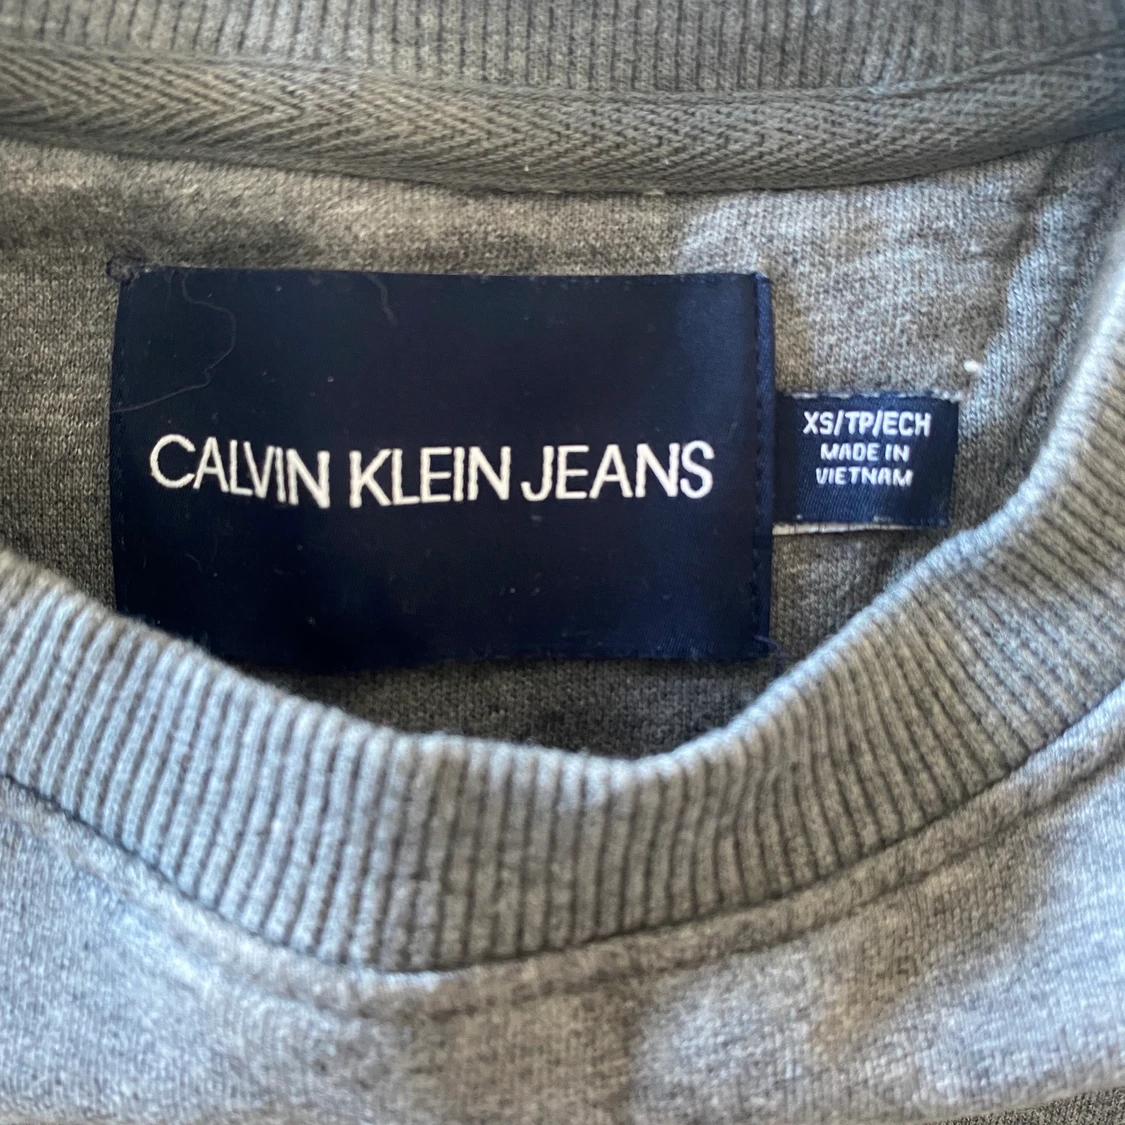 CALVIN KLEIN JEANS
XS/TP/ECH
MADE IN
VIETNAM